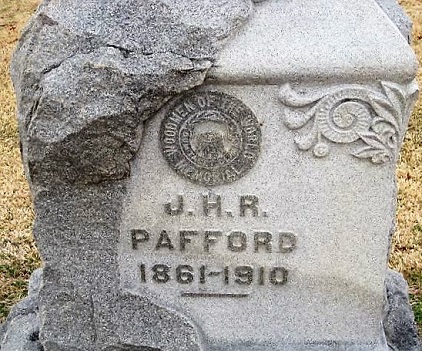 WOODMEN OF THE WORLD
MEMORIAL
J.H.R.
PAFFORD
1861-1910